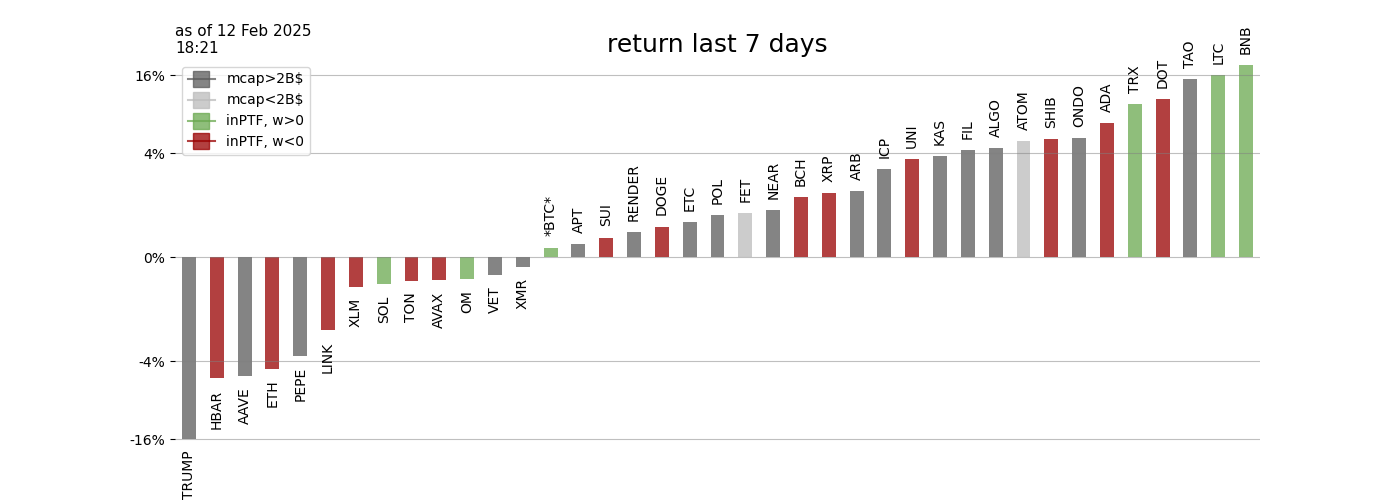 as of 12 Feb 2025
18:21
return last 7 days
mcap>2B$
mcap<2B$
inPTF, w>0
inPTF, w<0
16%
4%
0%
-4%
-16%
TRUMP
HBAR
AAVE
ETH
PEPE
LINK
XLM
SOL
TON
AVAX
OM
VET
XMR
*BTC*
APT
SUI
RENDER
DOGE
ETC
POL
FET
NEAR
BCH
XRP
ARB
ICP
UNI
KAS
FIL
ALGO
ATOM
SHIB
ONDO
ADA
TRX
DOT
TAO
LTC
BNB